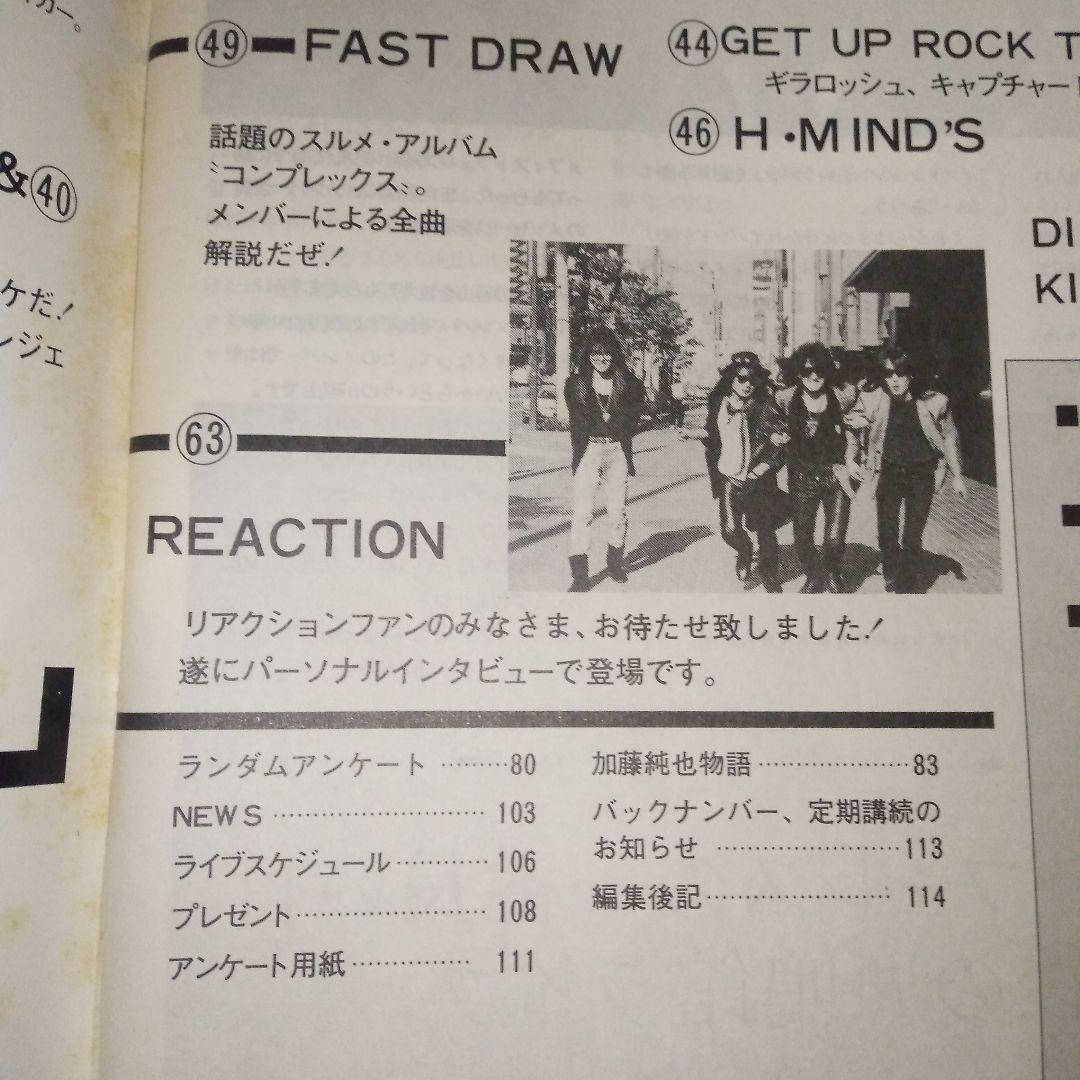 &㊵
ケだ！
ンジェ
㊾ FAST DRAW
話題のスルメ・アルバム
〝コンプレックス〟。
メンバーによる全曲
解説だぜ！
㊹GET UP ROCK T
ギラロッシュ、キャプチャード
㊻ H・MIND'S
DI
KI
63
REACTION
リアクションファンのみなさま、お待たせ致しました！
遂にパーソナルインタビューで登場です。
ランダムアンケート ……80
NEWS ……………… 103
ライブスケジュール………106
プレゼント……………… 108
アンケート用紙………… 111
加藤純也物語………………83
バックナンバー、定期講続の
お知らせ ………………113
編集後記……………… 114